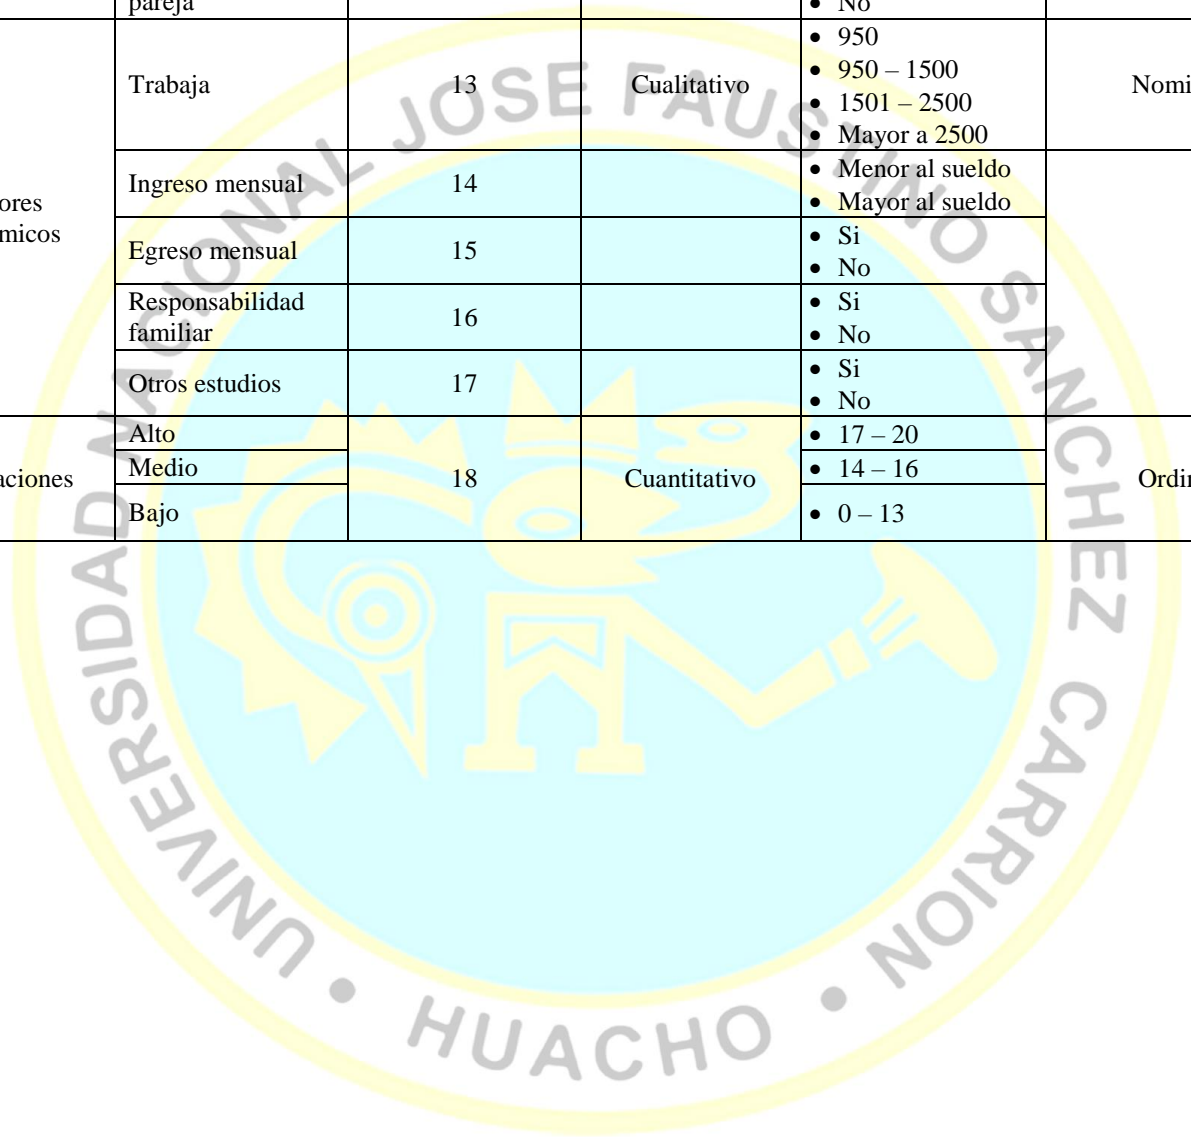 pareja
• No
Trabaja
13
Cualitativo
• 950
• 950 – 1500
• 1501 – 2500
• Mayor a 2500
Nomi
ores
micos
Ingreso mensual
14
• Menor al sueldo
• Mayor al sueldo
Egreso mensual
15
• Si
• No
Responsabilidad
familiar
16
• Si
• No
Otros estudios
17
• Si
• No
aciones
Alto
Medio
Bajo
18
Cuantitativo
• 17 – 20
• 14 – 16
• 0 – 13
Ordin
UNIVERSIDAD NACIONAL JOSE FAUSTINO SANCHEZ CARRION • HUACHO •